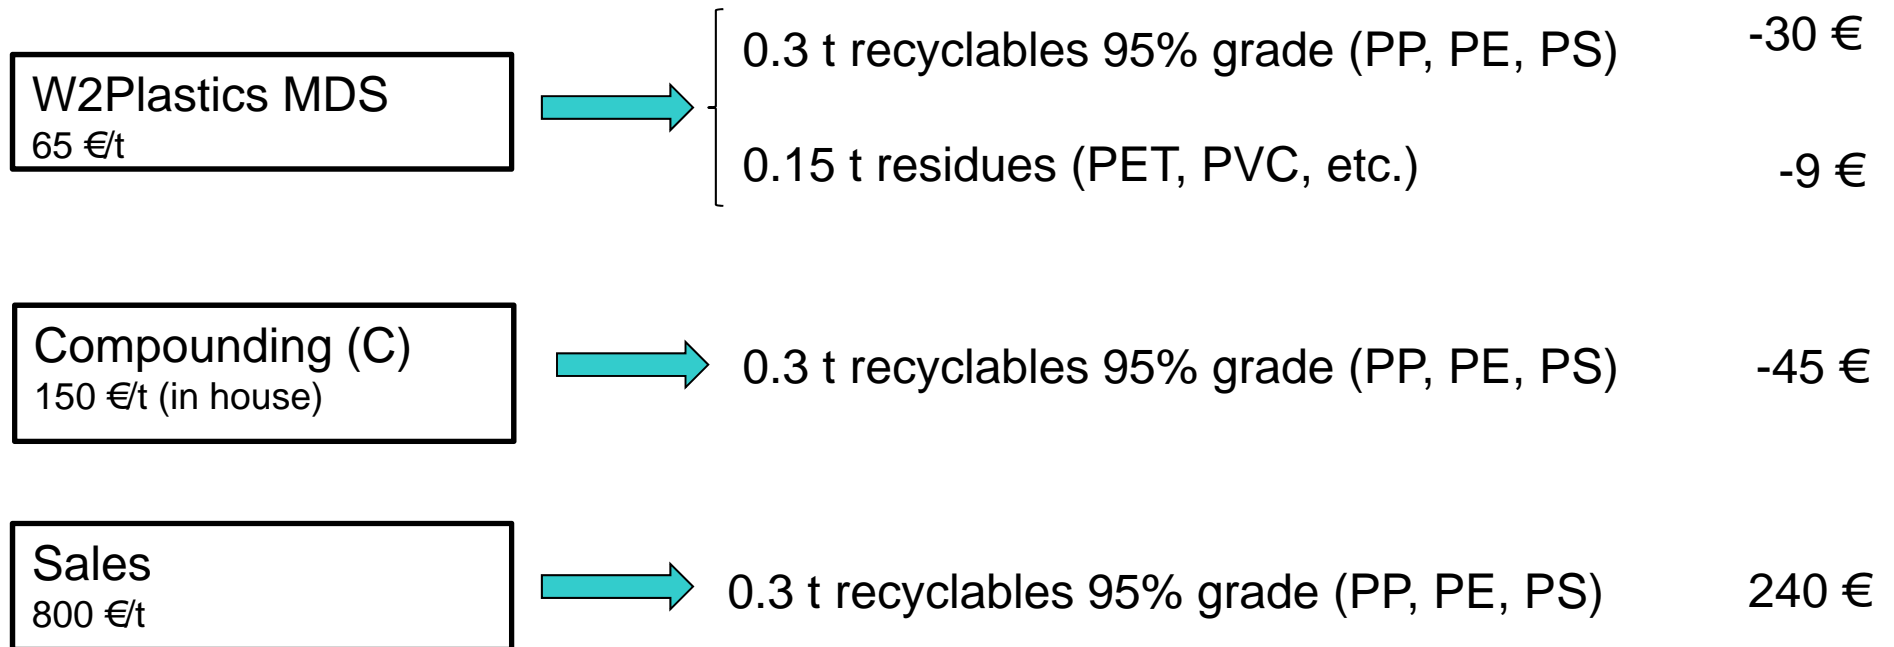 W2Plastics MDS
65 €/t
0.3 t recyclables 95% grade (PP, PE, PS)
-30 €
0.15 t residues (PET, PVC, etc.)
-9 €
Compounding (C)
150 €/t (in house)
0.3 t recyclables 95% grade (PP, PE, PS)
-45 €
Sales
800 €/t
0.3 t recyclables 95% grade (PP, PE, PS)
240 €